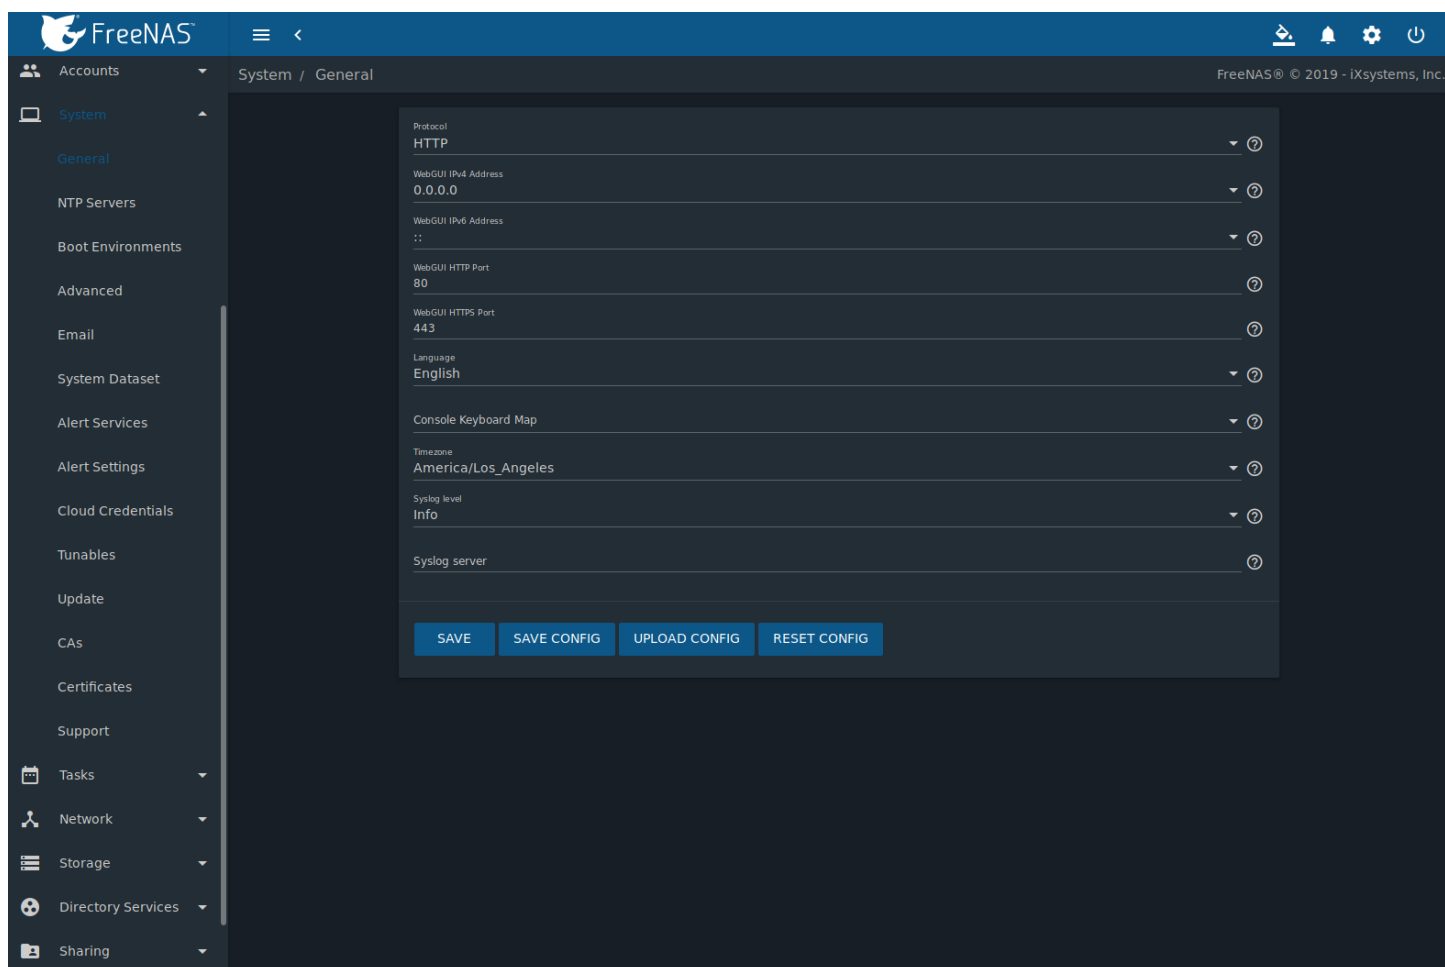 FreeNAS™
System / General
FreeNAS® © 2019 - iXsystems, Inc.
Accounts
System
General
NTP Servers
Boot Environments
Advanced
Email
System Dataset
Alert Services
Alert Settings
Cloud Credentials
Tunables
Update
CAs
Certificates
Support
Tasks
Network
Storage
Directory Services
Sharing
Protocol
HTTP
WebGUI IPv4 Address
0.0.0.0
WebGUI IPv6 Address
::
WebGUI HTTP Port
80
WebGUI HTTPS Port
443
Language
English
Console Keyboard Map
Timezone
America/Los_Angeles
Syslog level
Info
Syslog server
SAVE SAVE CONFIG UPLOAD CONFIG RESET CONFIG